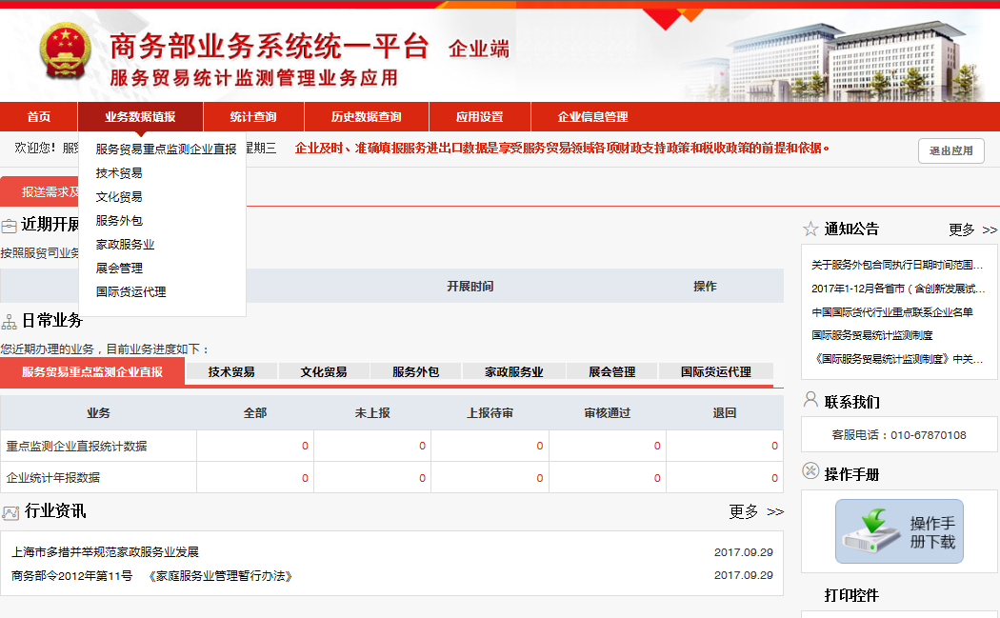 商务部业务系统统一平台 企业端
服务贸易统计监测管理业务应用
首页 业务数据填报 统计查询 历史数据查询 应用设置 企业信息管理
欢迎您！服贸 星期三 企业及时、准确填报服务进出口数据是享受服务贸易领域各项财政支持政策和税收政策的前提和依据。 退出应用
服务贸易重点监测企业直报
技术贸易
文化贸易
服务外包
家政服务业
展会管理
国际货运代理
报送需求及
近期开展
按照服贸司业务
开展时间 操作
日常业务
您近期办理的业务，目前业务进度如下：
服务贸易重点监测企业直报 技术贸易 文化贸易 服务外包 家政服务业 展会管理 国际货运代理
业务 全部 未上报 上报待审 审核通过 退回
重点监测企业直报统计数据 0 0 0 0 0
企业统计年报数据 0 0 0 0 0
行业资讯 更多 >>
上海市多措并举规范家政服务业发展 2017.09.29
商务部令2012年第11号 《家庭服务业管理暂行办法》 2017.09.29
通知公告 更多 >>
关于服务外包合同执行日期时间范围...
2017年1-12月各省市（含创新发展试...
中国国际货代行业重点联系企业名单
国际服务贸易统计监测制度
《国际服务贸易统计监测制度》中关...
联系我们
客服电话：010-67870108
操作手册
操作手
册下载
打印控件